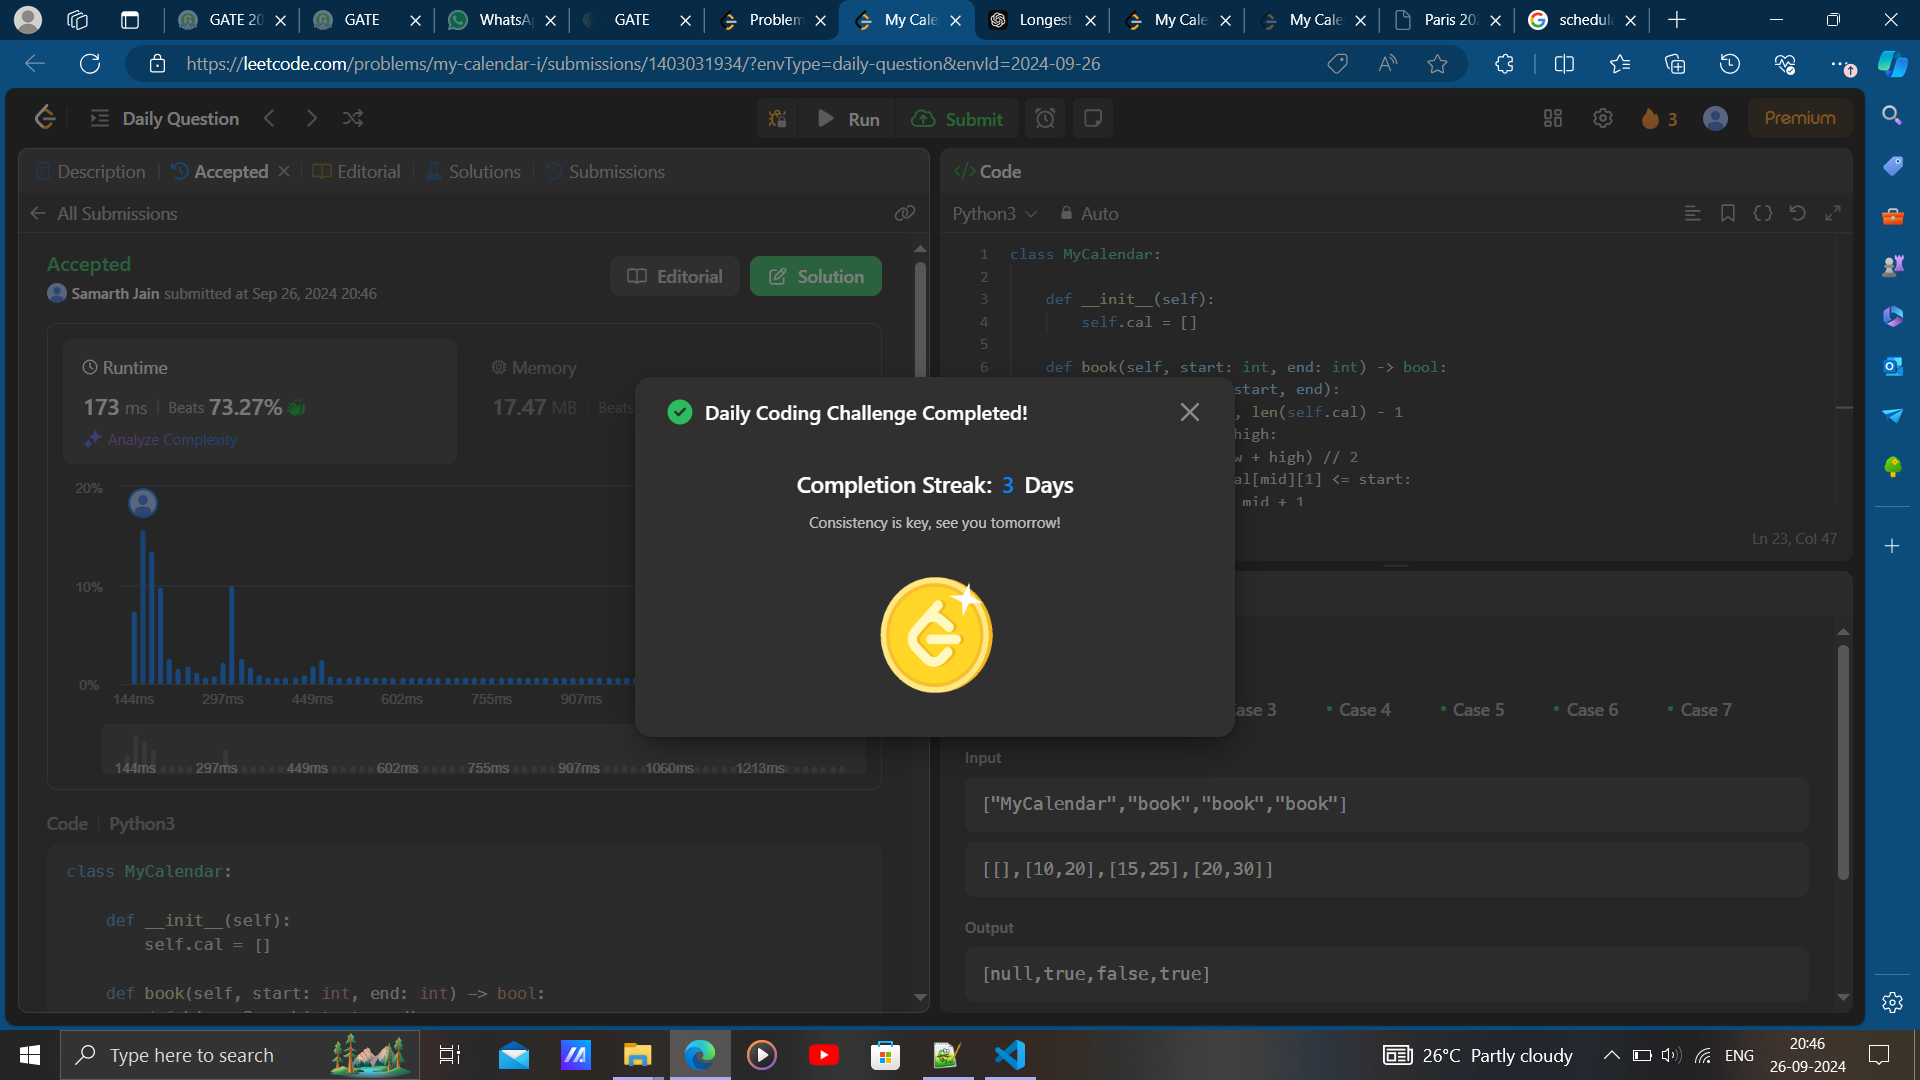 GATE 20
GATE
WhatsA
GATE
Problem
My Cale
Longest
My Cale
My Cale
Paris 20
schedul
https://leetcode.com/problems/my-calendar-i/submissions/1403031934/?envType=daily-question&envId=2024-09-26
Daily Question
Run
Submit
3
Premium
Description
Accepted
Editorial
Solutions
Submissions
All Submissions
Accepted
Samarth Jain submitted at Sep 26, 2024 20:46
Editorial
Solution
Runtime
173 ms
Beats 73.27%
Analyze Complexity
Memory
17.47 MB
Beats
20%
10%
0%
144ms 297ms 449ms 602ms 755ms 907ms
144ms 297ms 449ms 602ms 755ms 907ms 1060ms 1213ms
Code
Python3
class MyCalendar:
def __init__(self):
self.cal = []
def book(self, start: int, end: int) -> bool:
</> Code
Python3
Auto
1 class MyCalendar:
2
3 def __init__(self):
4 self.cal = []
5
6 def book(self, start: int, end: int) -> bool:
start, end):
, len(self.cal) - 1
high:
w + high) // 2
al[mid][1] <= start:
mid + 1
Ln 23, Col 47
Daily Coding Challenge Completed!
Completion Streak: 3 Days
Consistency is key, see you tomorrow!
ase 3
Case 4
Case 5
Case 6
Case 7
Input
["MyCalendar","book","book","book"]
[[],[10,20],[15,25],[20,30]]
Output
[null,true,false,true]
Type here to search
26°C Partly cloudy
ENG
20:46
26-09-2024